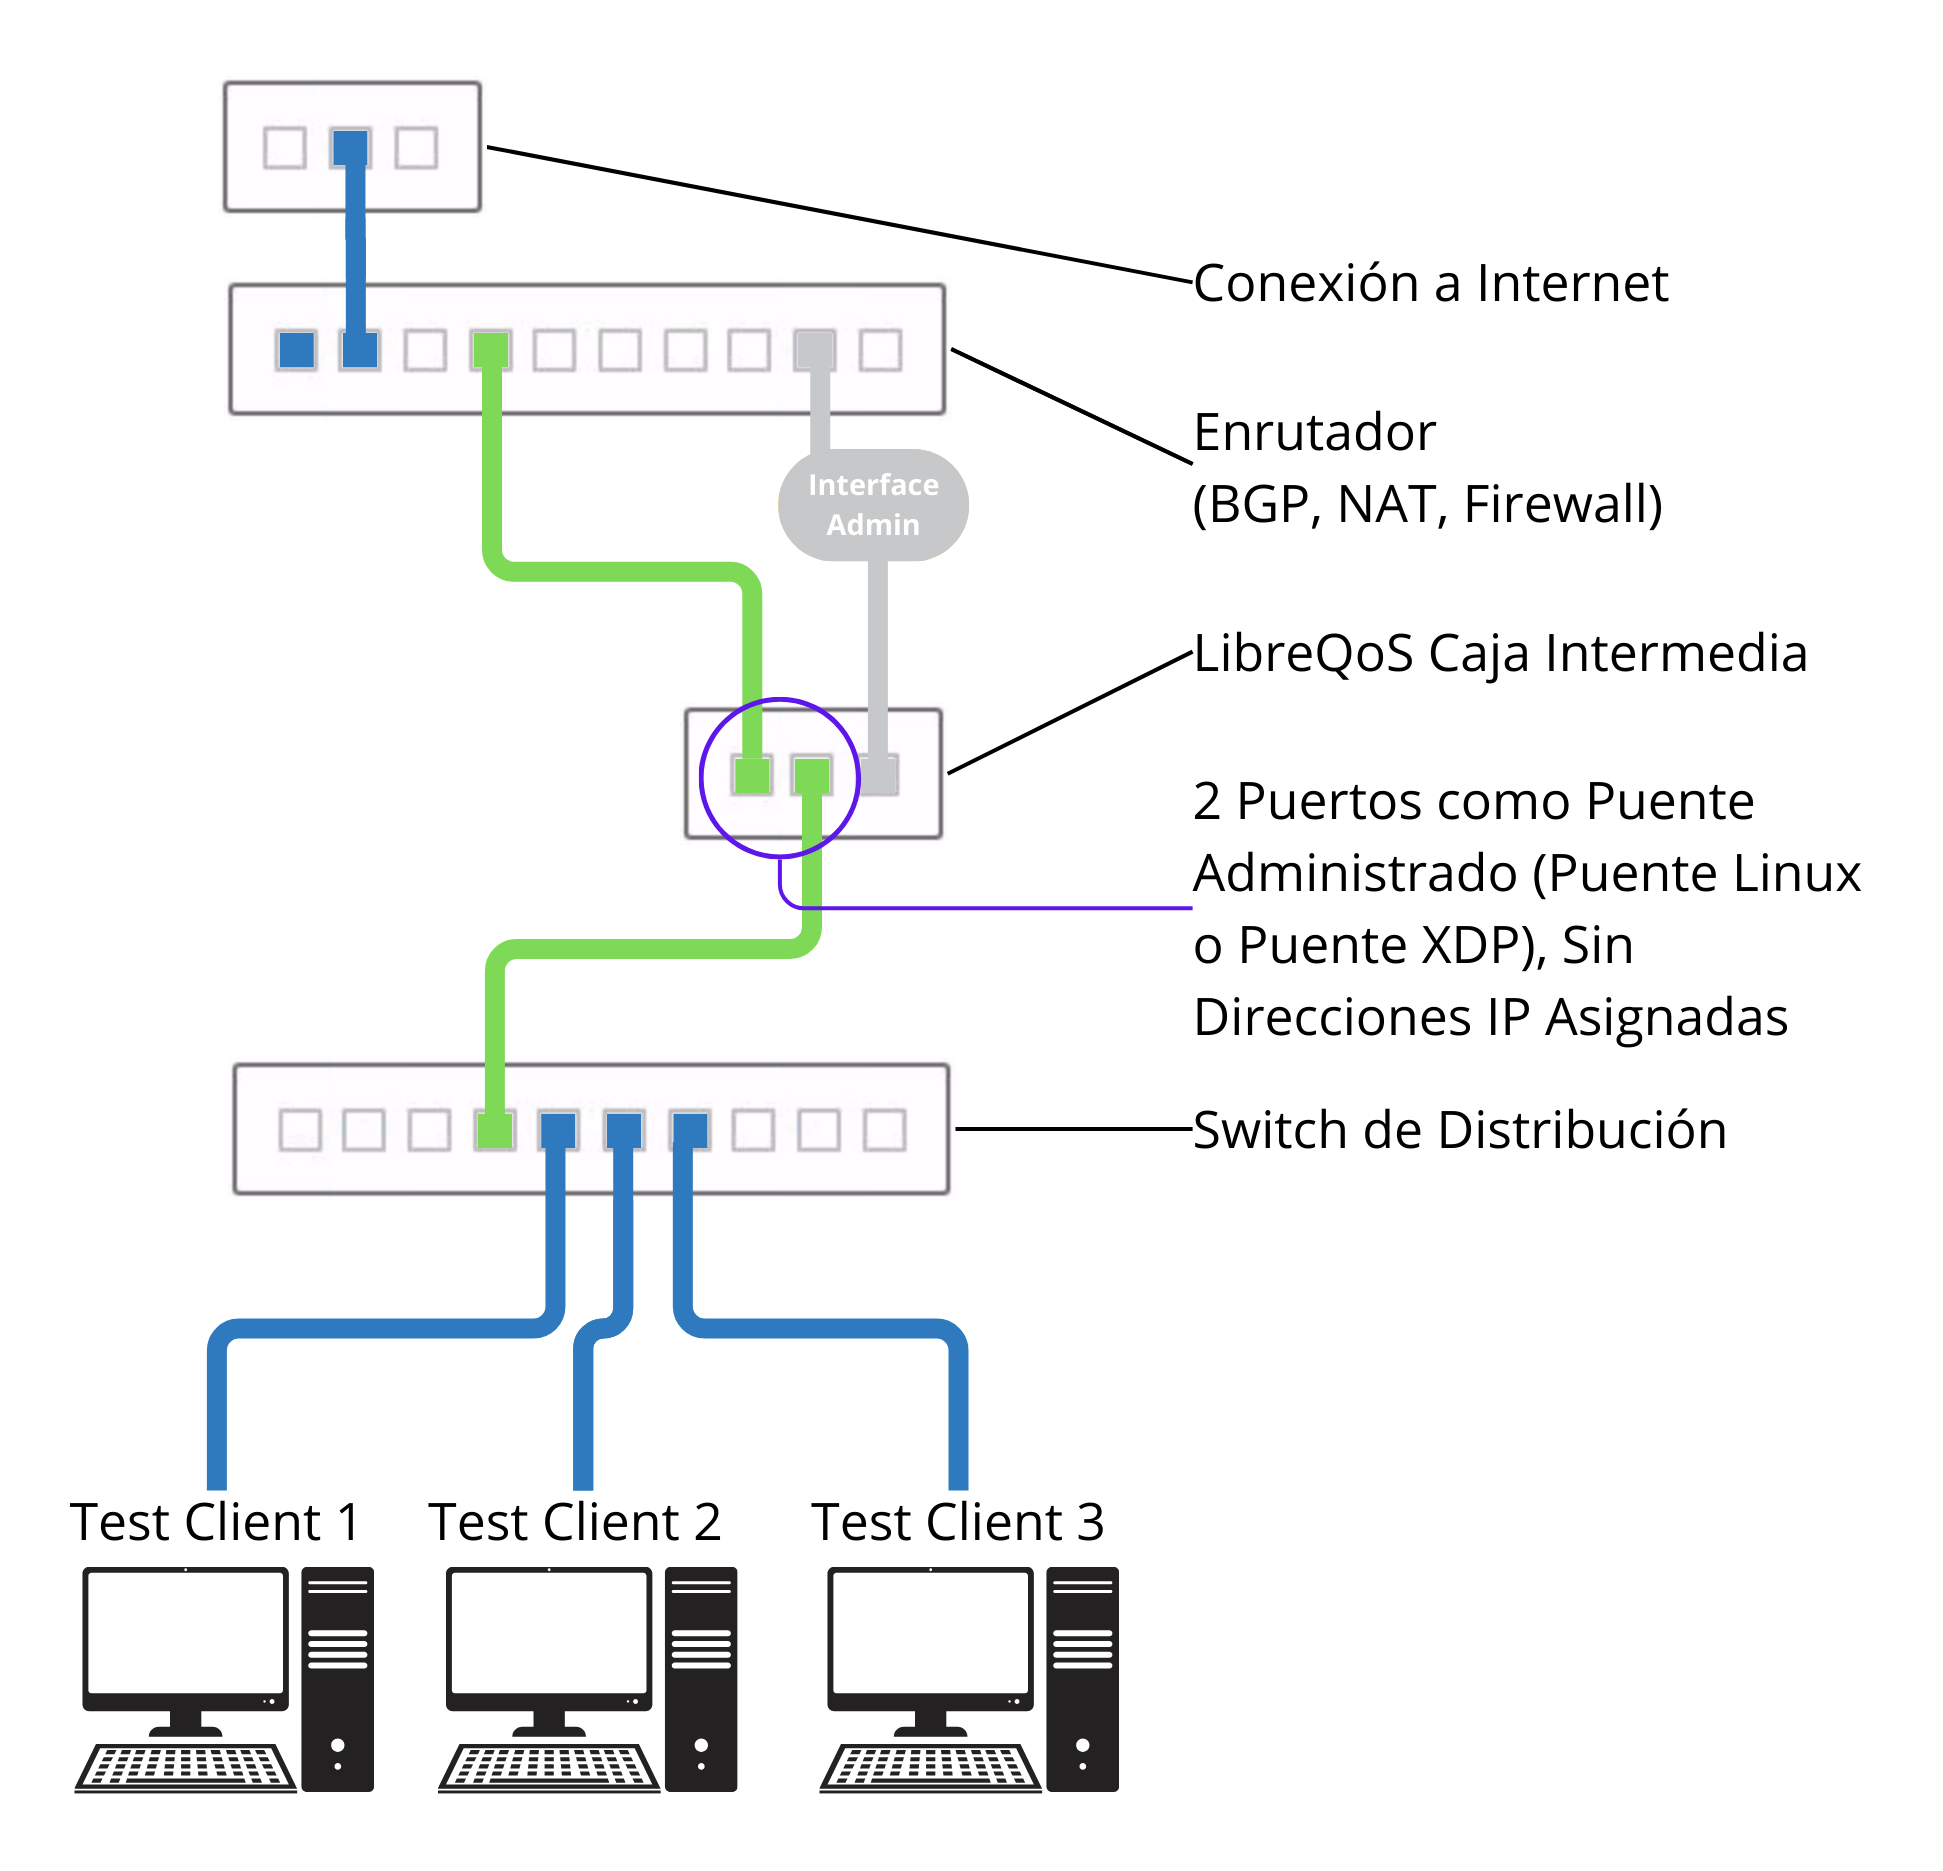 Conexión a Internet
Enrutador
(BGP, NAT, Firewall)
Interface
Admin
LibreQoS Caja Intermedia
2 Puertos como Puente
Administrado (Puente Linux
o Puente XDP), Sin
Direcciones IP Asignadas
Switch de Distribución
Test Client 1
Test Client 2
Test Client 3